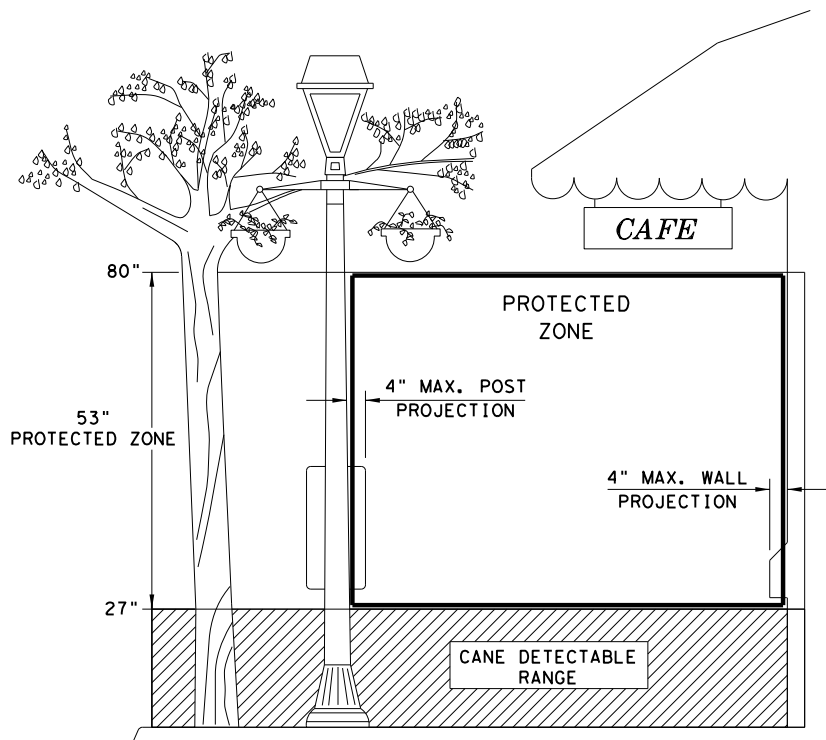 CAFE
80"
PROTECTED
ZONE
4" MAX. POST
PROJECTION
53"
PROTECTED ZONE
4" MAX. WALL
PROJECTION
27"
CANE DETECTABLE
RANGE